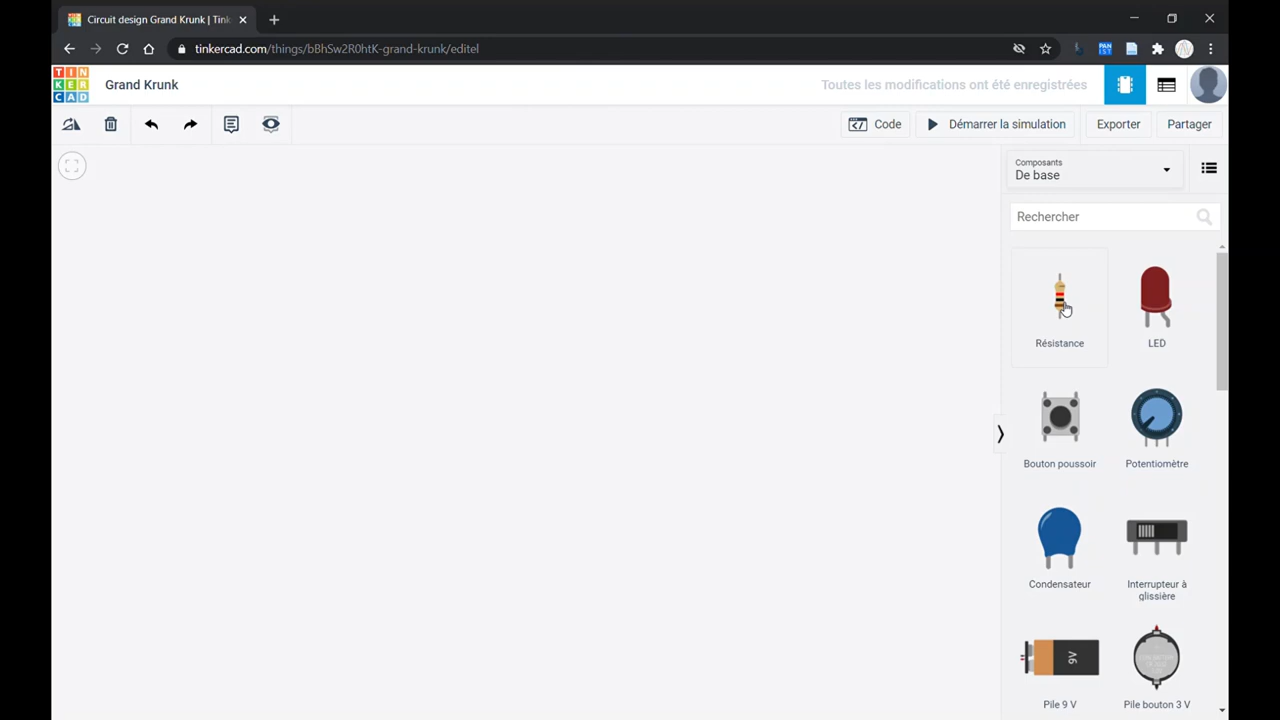 Circuit design Grand Krunk | Tink
tinkercad.com/things/bBhSw2R0htK-grand-krunk/editel
TIN
KER
CAD
Grand Krunk
Toutes les modifications ont été enregistrées
Code
Démarrer la simulation
Exporter
Partager
Composants
De base
Rechercher
Résistance
LED
Bouton poussoir
Potentiomètre
Condensateur
Interrupteur à
glissière
9V
Pile 9 V
Pile bouton 3 V